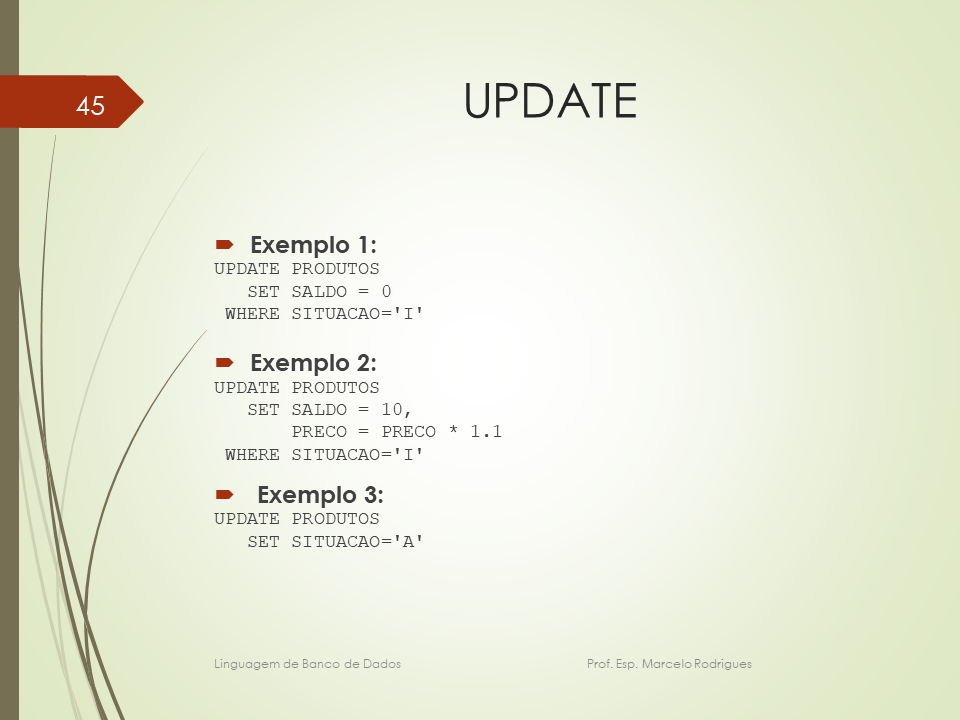 45
UPDATE
Exemplo 1:
UPDATE PRODUTOS
SET SALDO = 0
WHERE SITUACAO='I'
Exemplo 2:
UPDATE PRODUTOS
SET SALDO = 10,
PRECO = PRECO * 1.1
WHERE SITUACAO='I'
Exemplo 3:
UPDATE PRODUTOS
SET SITUACAO='A'
Linguagem de Banco de Dados Prof. Esp. Marcelo Rodrigues